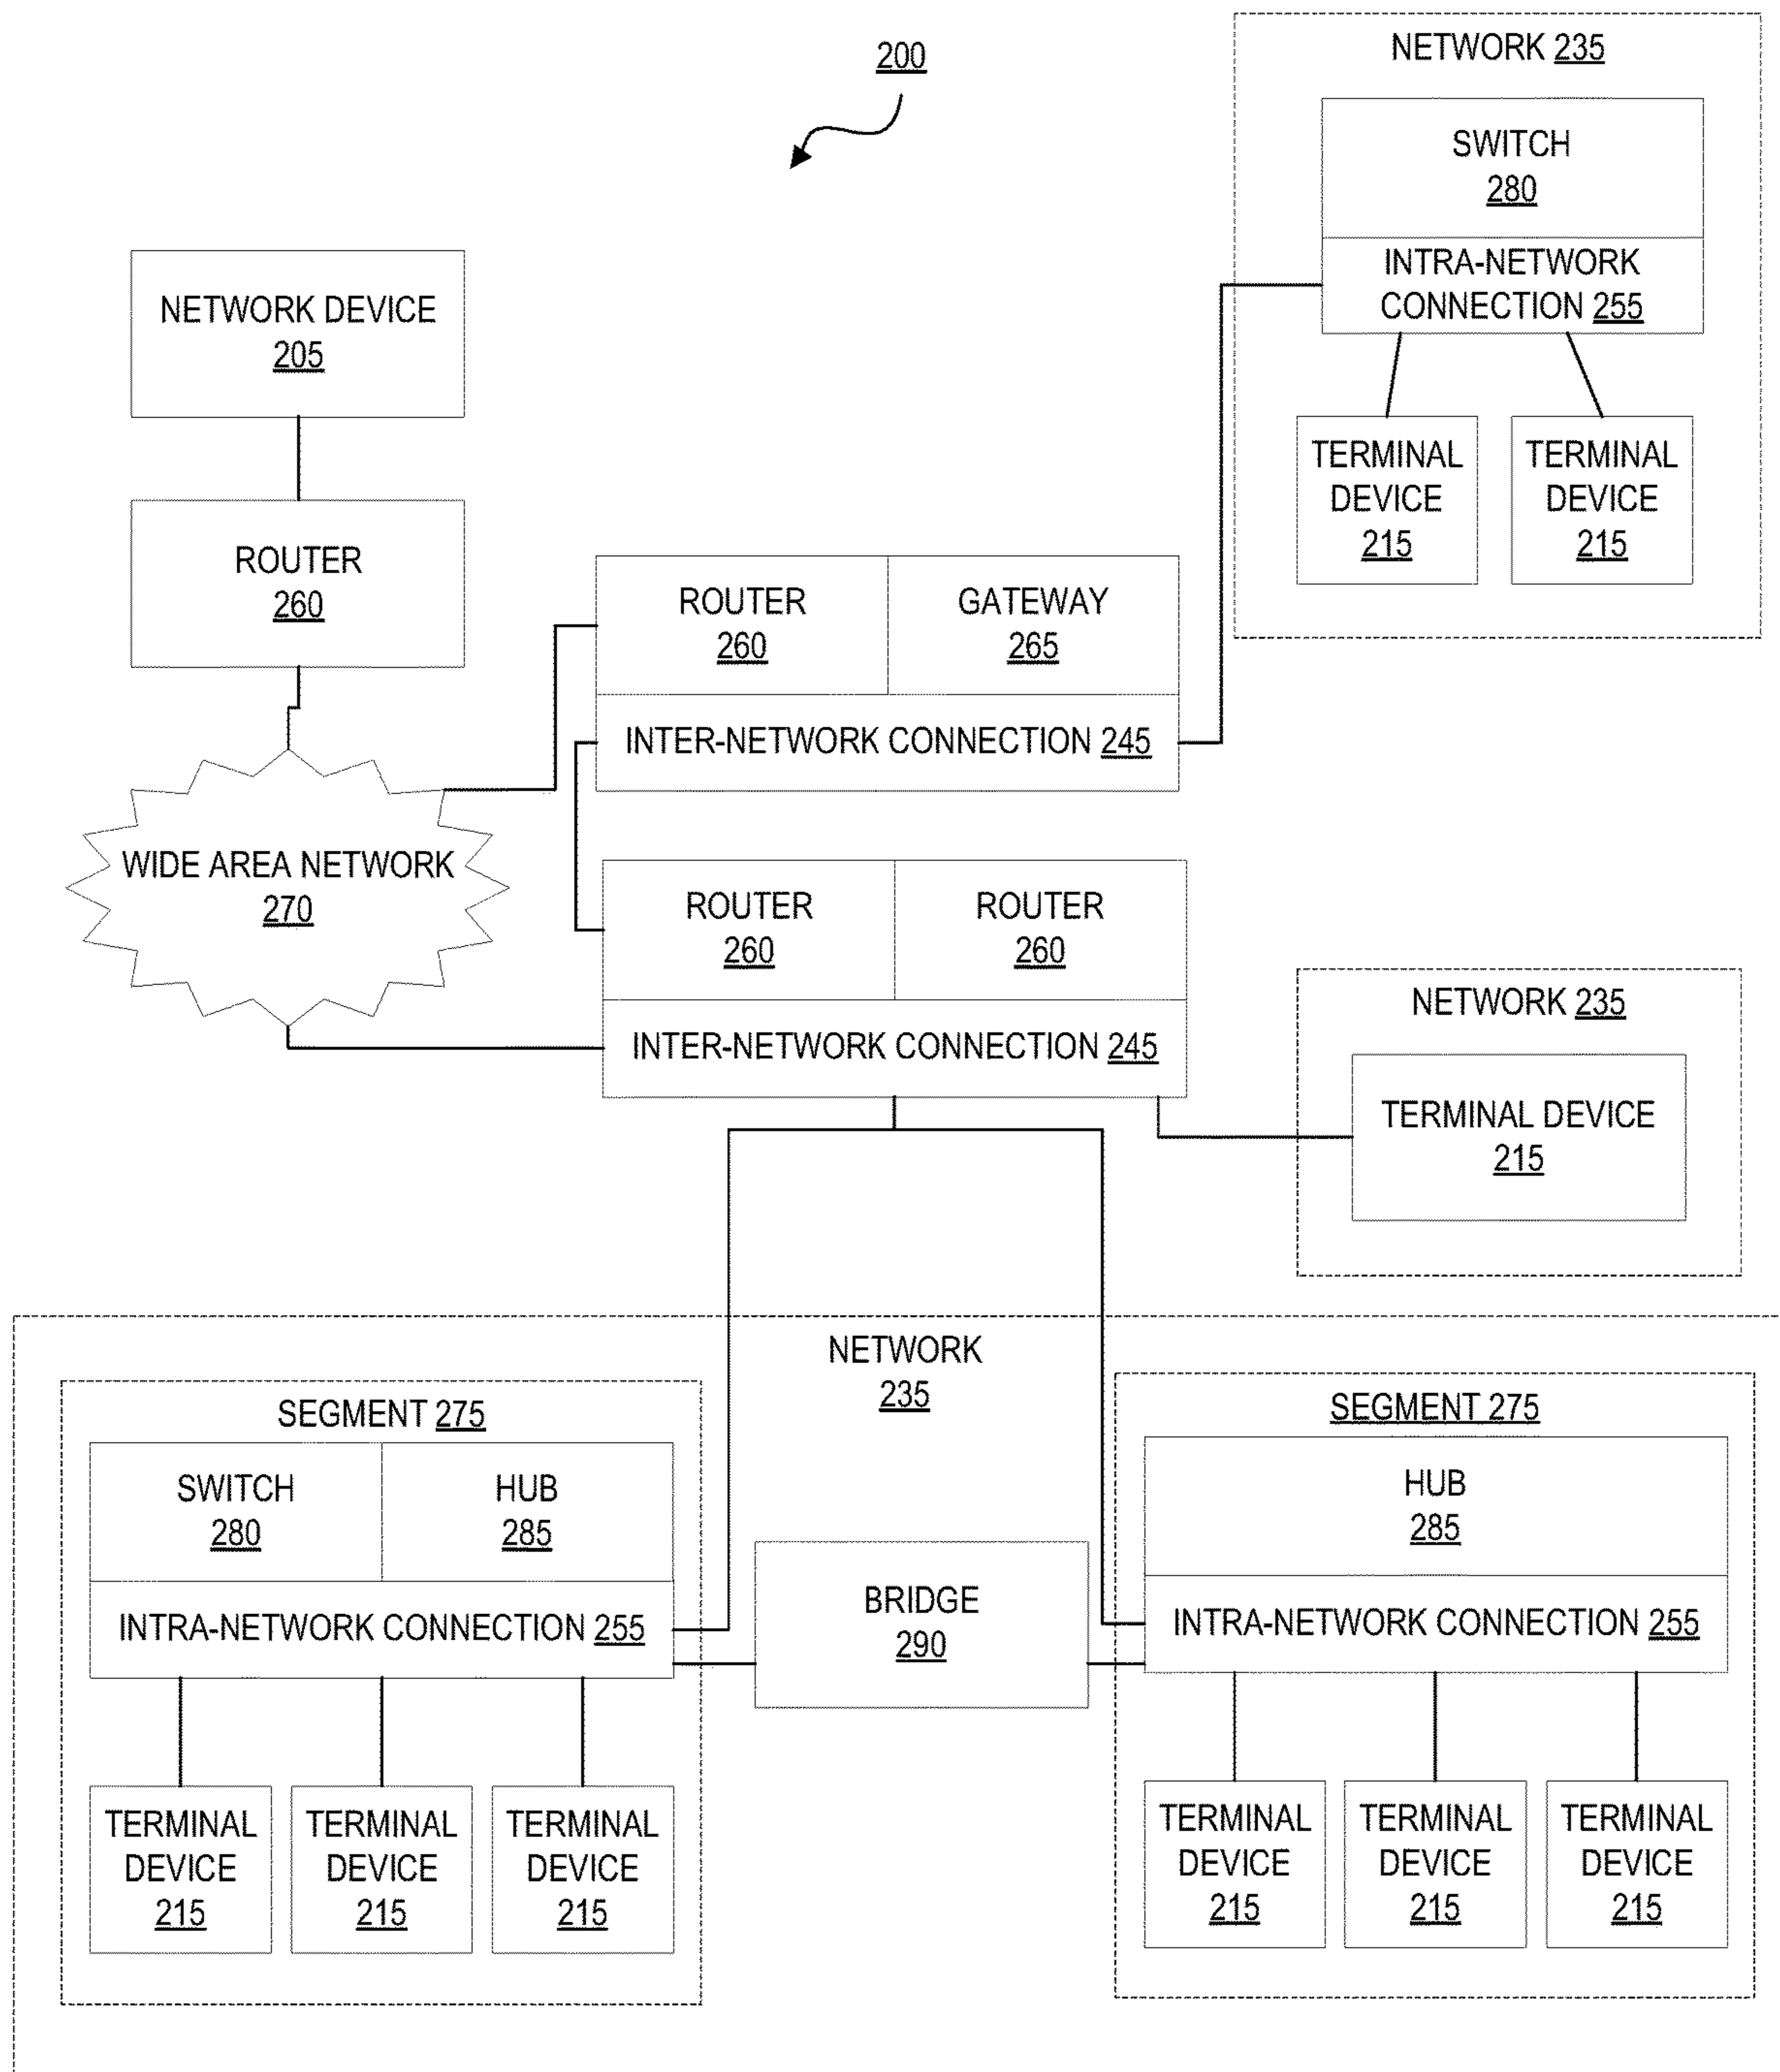 200
NETWORK 235
SWITCH
280
INTRA-NETWORK
CONNECTION 255
TERMINAL
DEVICE
215
TERMINAL
DEVICE
215
NETWORK DEVICE
205
ROUTER
260
ROUTER
260
GATEWAY
265
INTER-NETWORK CONNECTION 245
WIDE AREA NETWORK
270
ROUTER
260
ROUTER
260
INTER-NETWORK CONNECTION 245
NETWORK 235
TERMINAL DEVICE
215
NETWORK
235
SEGMENT 275
SWITCH
280
HUB
285
INTRA-NETWORK CONNECTION 255
TERMINAL
DEVICE
215
TERMINAL
DEVICE
215
TERMINAL
DEVICE
215
BRIDGE
290
SEGMENT 275
HUB
285
INTRA-NETWORK CONNECTION 255
TERMINAL
DEVICE
215
TERMINAL
DEVICE
215
TERMINAL
DEVICE
215